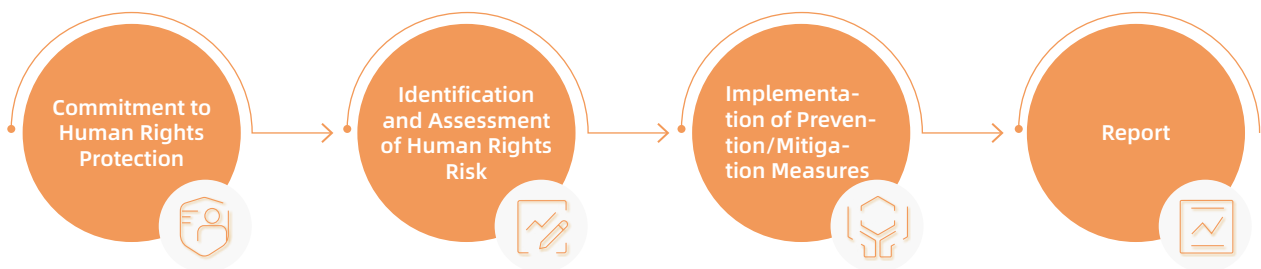 Commitment to
Human Rights
Protection
Identification
and Assessment
of Human Rights
Risk
Implementa-
tion of Preven-
tion/Mitiga-
tion Measures
Report